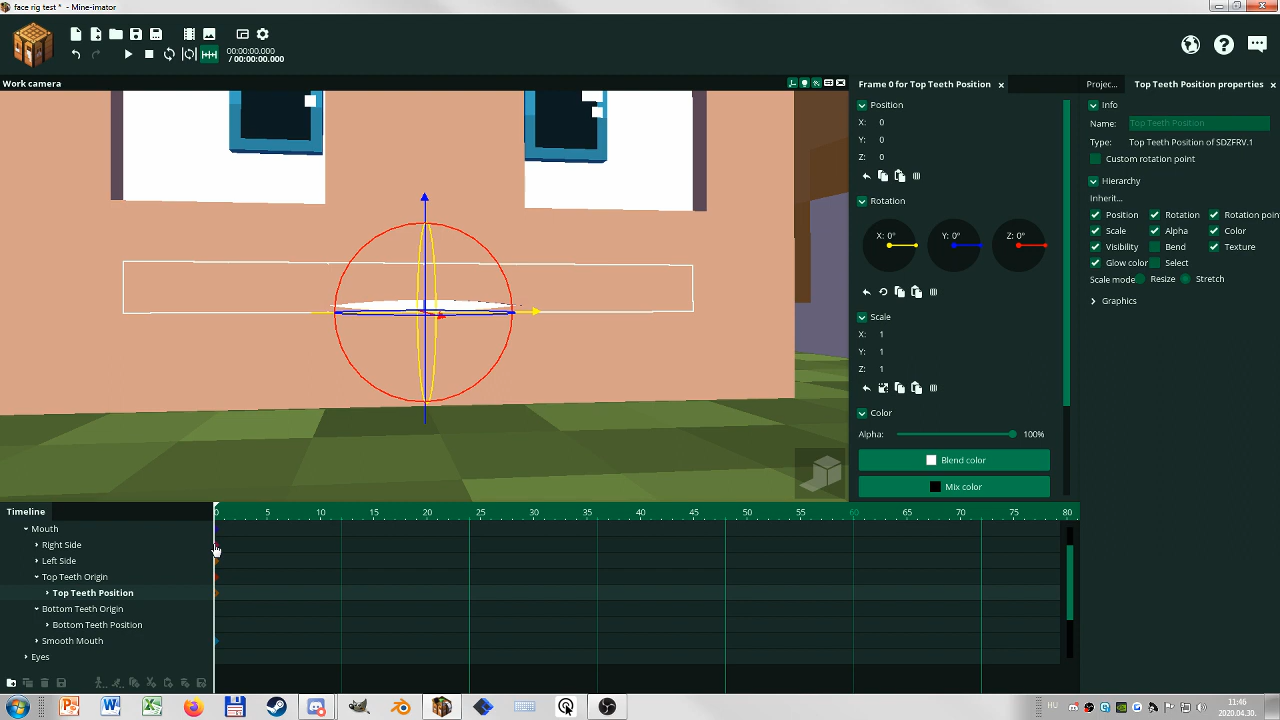 face rig test * - Mine-imator
00:00:00.000
/ 00:00:00.000
Work camera
Frame 0 for Top Teeth Position
Position
X: 0
Y: 0
Z: 0
Rotation
X: 0° Y: 0° Z: 0°
Scale
X: 1
Y: 1
Z: 1
Color
Alpha: 100%
Blend color
Mix color
Projec... Top Teeth Position properties
Info
Name: Top Teeth Position
Type: Top Teeth Position of SDZFRV.1
Custom rotation point
Hierarchy
Inherit...
Position Rotation Rotation poin
Scale Alpha Color
Visibility Bend Texture
Glow color Select
Scale mode Resize Stretch
Graphics
Timeline
0 5 10 15 20 25 30 35 40 45 50 55 60 65 70 75 80
Mouth
Right Side
Left Side
Top Teeth Origin
Top Teeth Position
Bottom Teeth Origin
Bottom Teeth Position
Smooth Mouth
Eyes
HU
11:46
2020.04.30.